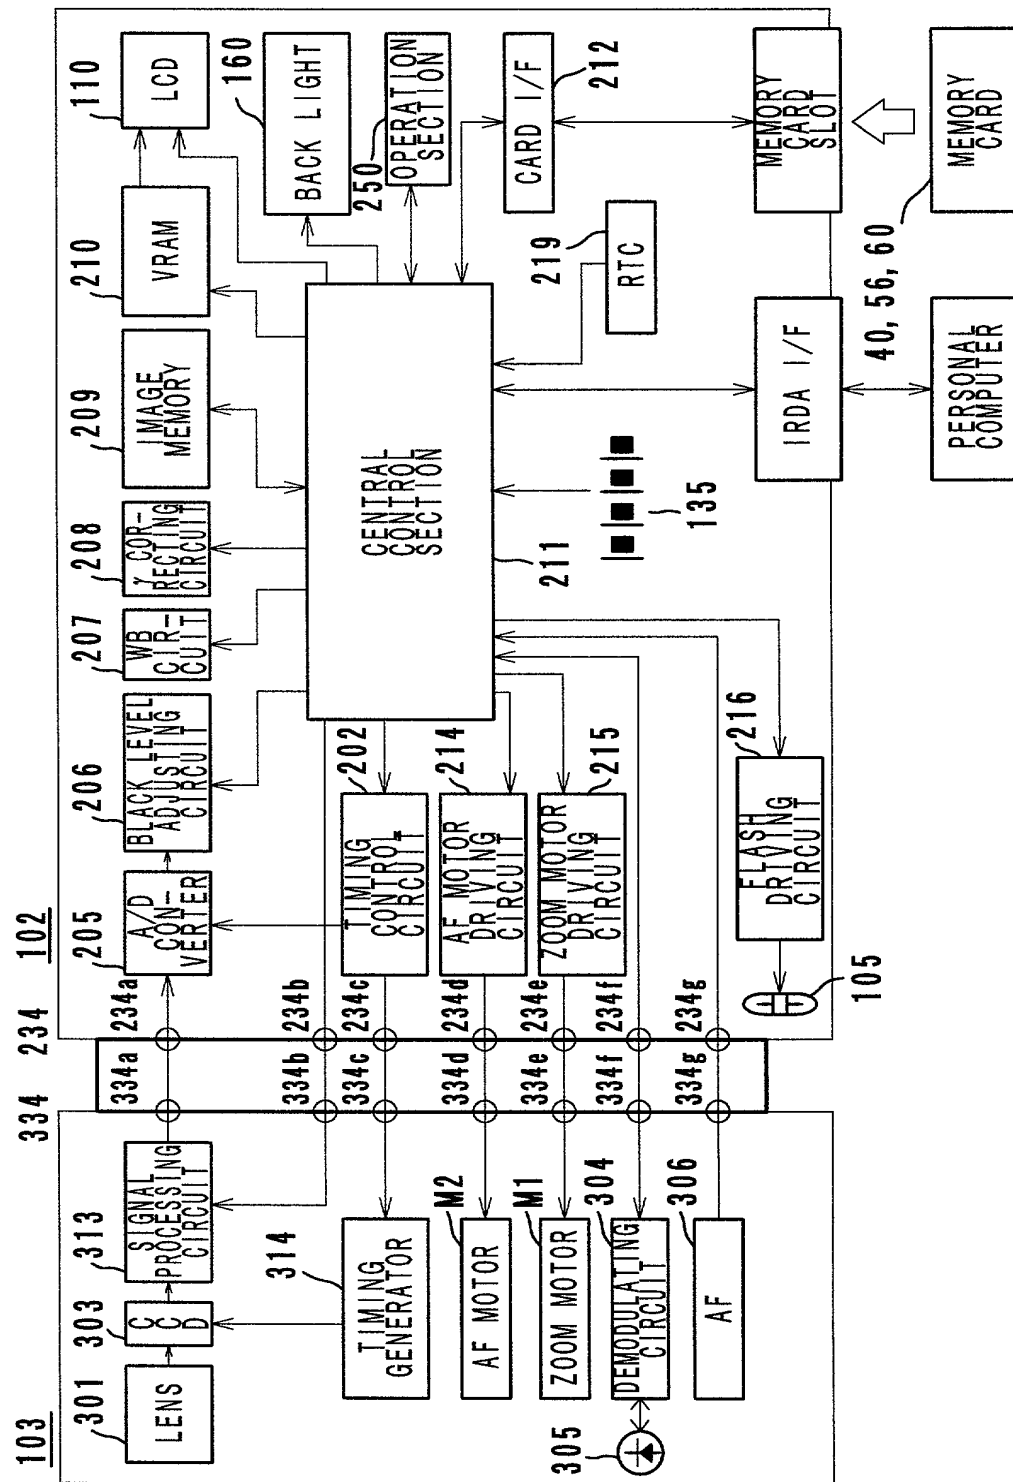 103
301
LENS
303
CCD
313
SIGNAL
PROCESSING
CIRCUIT
314
TIMING
GENERATOR
M2
AF MOTOR
M1
ZOOM MOTOR
304
DEMODULATING
CIRCUIT
305
306
AF
334
334a
334b
334c
334d
334e
334f
334g
234
234a
234b
234c
234d
234e
234f
234g
102
205
A/D
CON-
VERTER
206
BLACK LEVEL
ADJUSTING
CIRCUIT
207
WB
CIR-
CUIT
208
γ COR-
RECTING
CIRCUIT
209
IMAGE
MEMORY
210
VRAM
110
LCD
160
BACK LIGHT
250
OPERATION
SECTION
CARD I/F
212
202
TIMING
CONTROL
CIRCUIT
214
AF MOTOR
DRIVING
CIRCUIT
215
ZOOM MOTOR
DRIVING
CIRCUIT
216
FLASH
DRIVING
CIRCUIT
105
CENTRAL
CONTROL
SECTION
211
135
219
RTC
IRDA I/F
MEMORY
CARD
SLOT
40, 56, 60
PERSONAL
COMPUTER
MEMORY
CARD